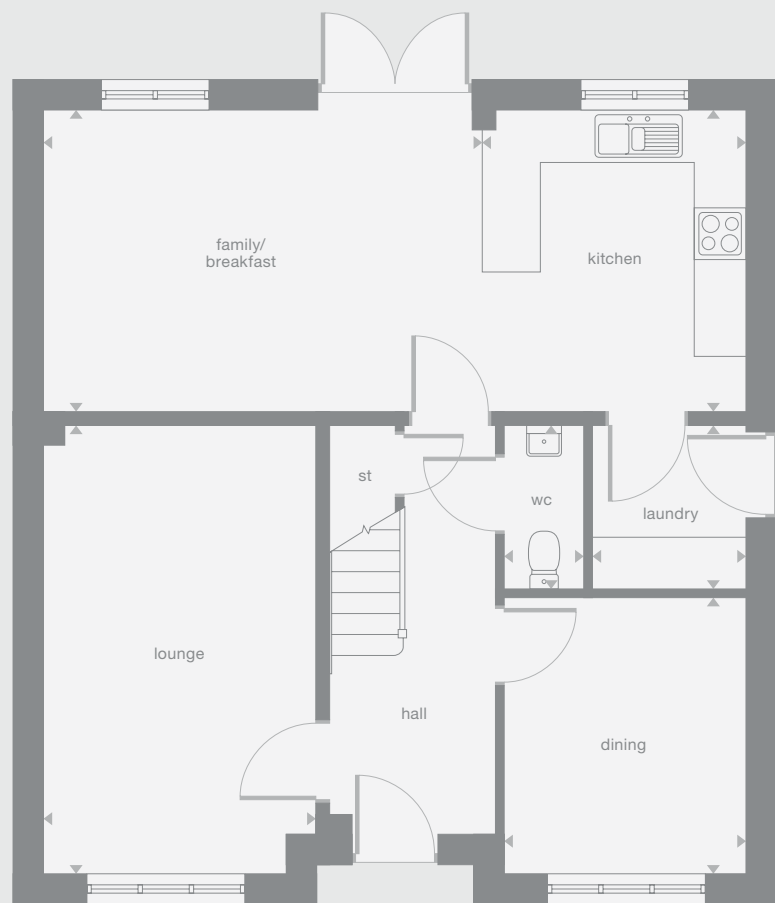 family/
breakfast
kitchen
st
wc
laundry
lounge
hall
dining